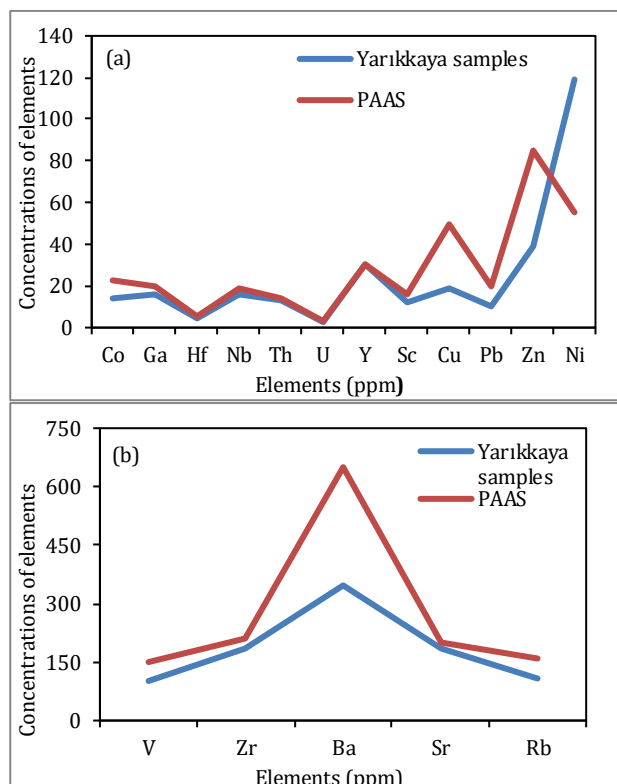 (a)
Yarıkkaya samples
PAAS
140
120
100
80
60
40
20
0
Concentrations of elements
Co Ga Hf Nb Th U Y Sc Cu Pb Zn Ni
Elements (ppm)
(b)
Yarıkkaya
samples
PAAS
750
600
450
300
150
0
Concentrations of elements
V Zr Ba Sr Rb
Elements (ppm)